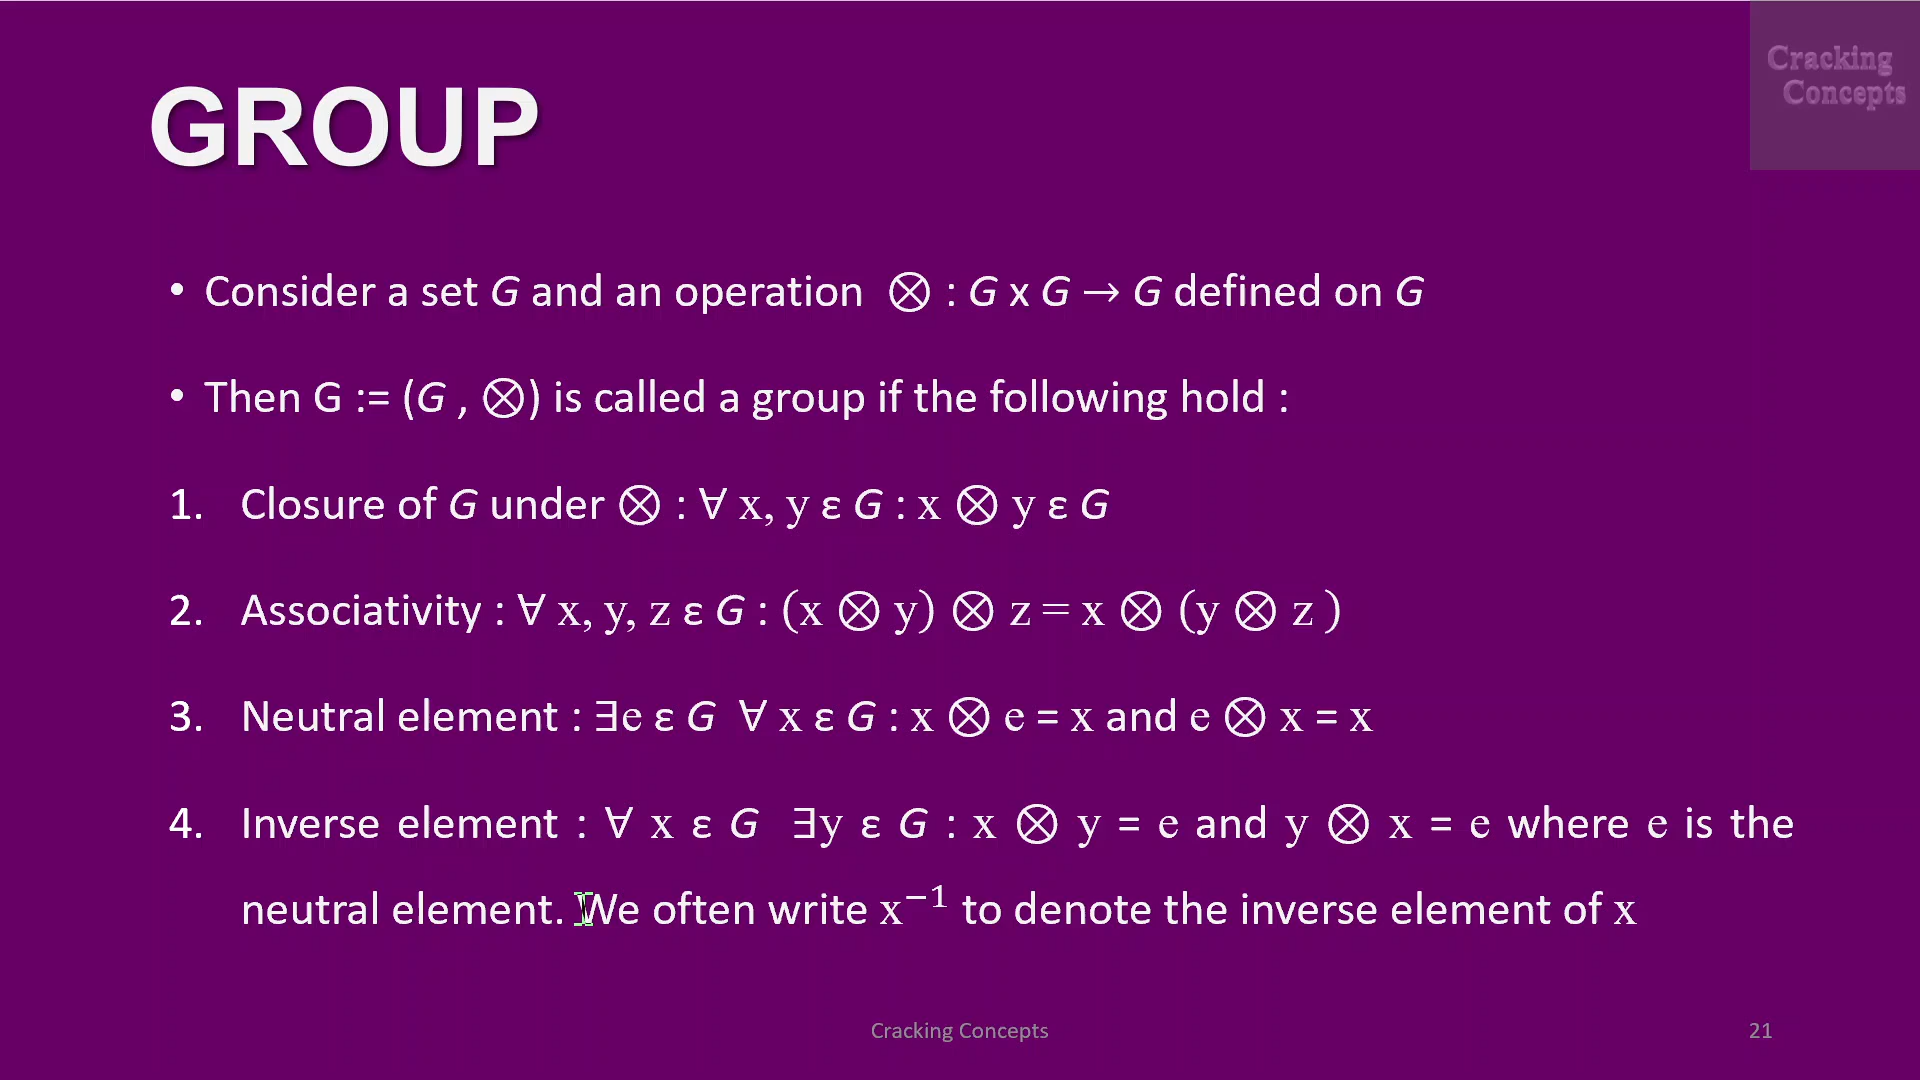 Cracking
Concepts
GROUP
• Consider a set G and an operation ⊗ : G x G → G defined on G
• Then G := (G , ⊗) is called a group if the following hold :
1. Closure of G under ⊗ : ∀ x, y ε G : x ⊗ y ε G
2. Associativity : ∀ x, y, z ε G : (x ⊗ y) ⊗ z = x ⊗ (y ⊗ z )
3. Neutral element : ∃e ε G ∀ x ε G : x ⊗ e = x and e ⊗ x = x
4. Inverse element : ∀ x ε G ∃y ε G : x ⊗ y = e and y ⊗ x = e where e is the
neutral element. We often write x⁻¹ to denote the inverse element of x
Cracking Concepts
21